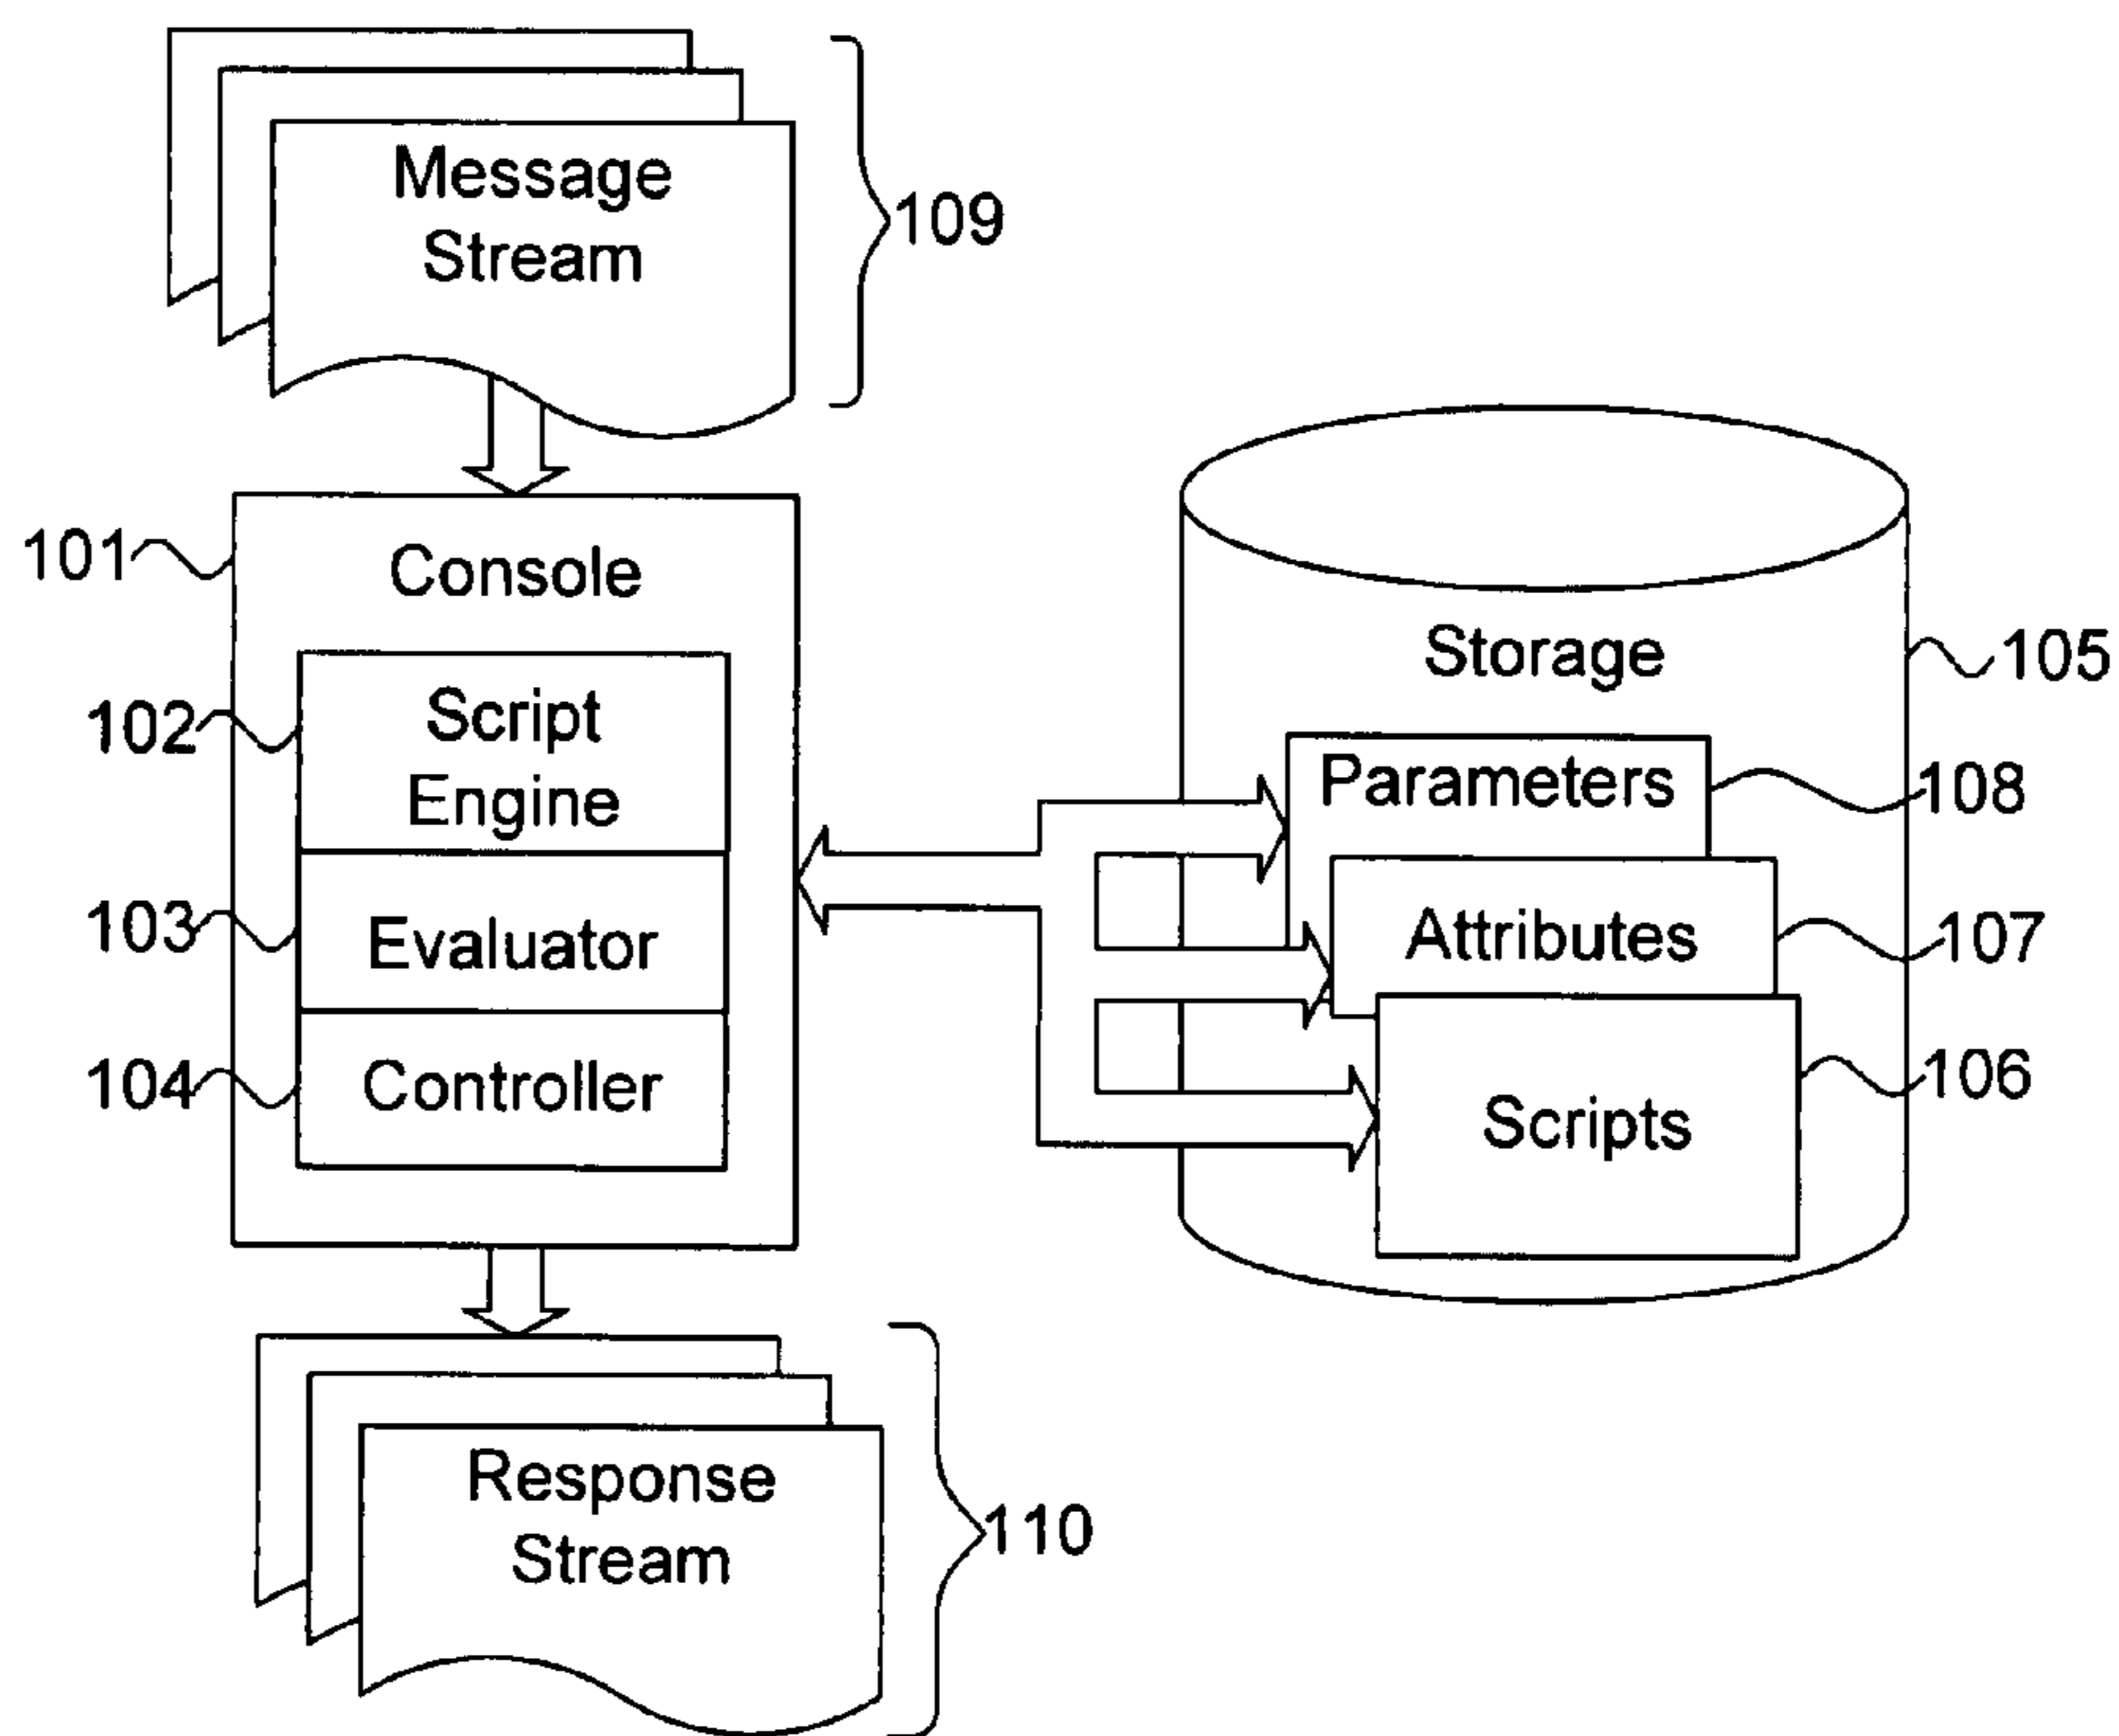 Message
Stream
109
101
Console
Storage
105
102
Script
Engine
Parameters
108
103
Evaluator
Attributes
107
104
Controller
Scripts
106
Response
Stream
110